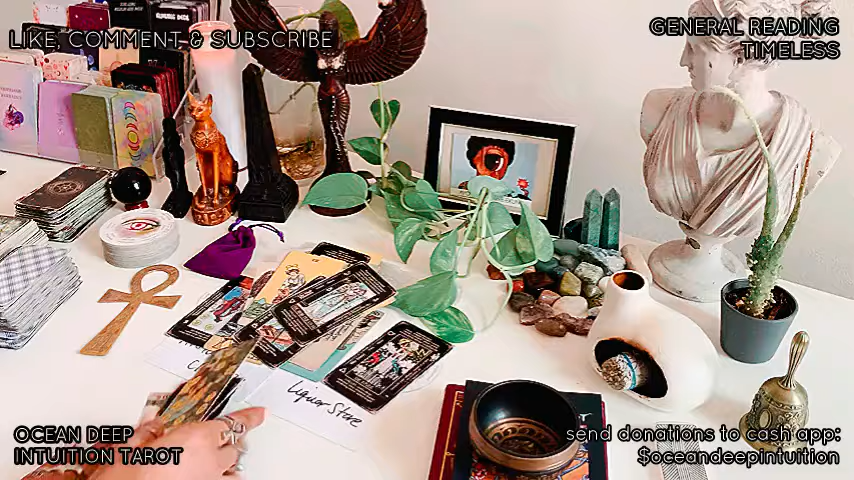 LIKE, COMMENT & SUBSCRIBE
GENERAL READING
TIMELESS
Liquor Store
OCEAN DEEP
INTUITION TAROT
send donations to cash app:
$oceandeepintuition